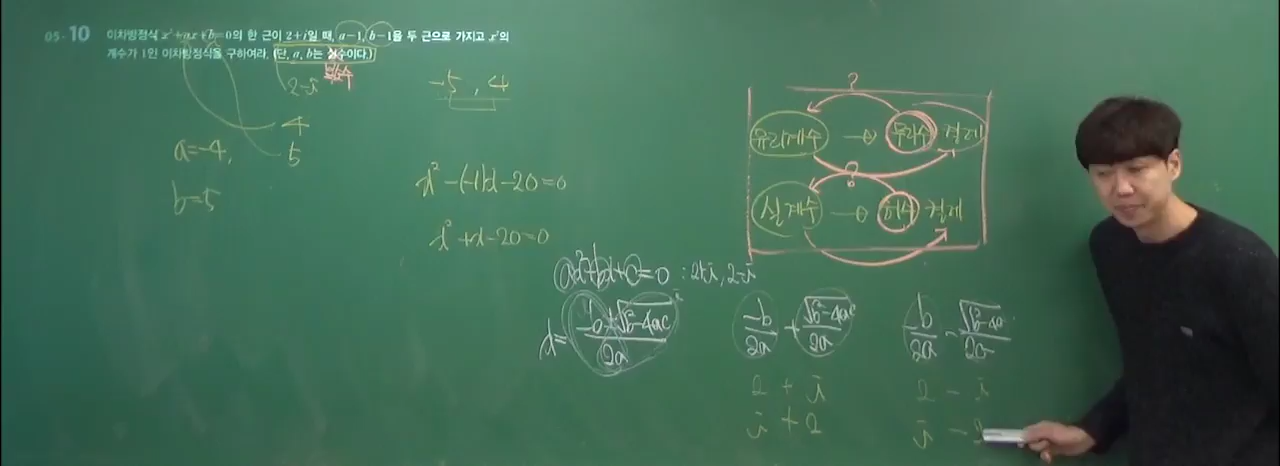 05-10 이차방정식 x²+ax+b=0의 한 근이 2+i일 때, a-1, b-1을 두 근으로 가지고 x²의
계수가 1인 이차방정식을 구하여라. (단, a, b는 실수이다.)
2-i
4
5
a=-4,
b=5
-5, 4
x²-(-1)x-20=0
x²+x-20=0
?
유리계수 → 무리수 켤레
?
실계수 → 허수 켤레
ax²+bx+c=0 : 2+i, 2-i
x= -b±√b²-4ac / 2a
-b/2a + √b²-4ac/2a
-b/2a - √b²-4ac/2a
2 + i
2 - i
i + 2
i - 2